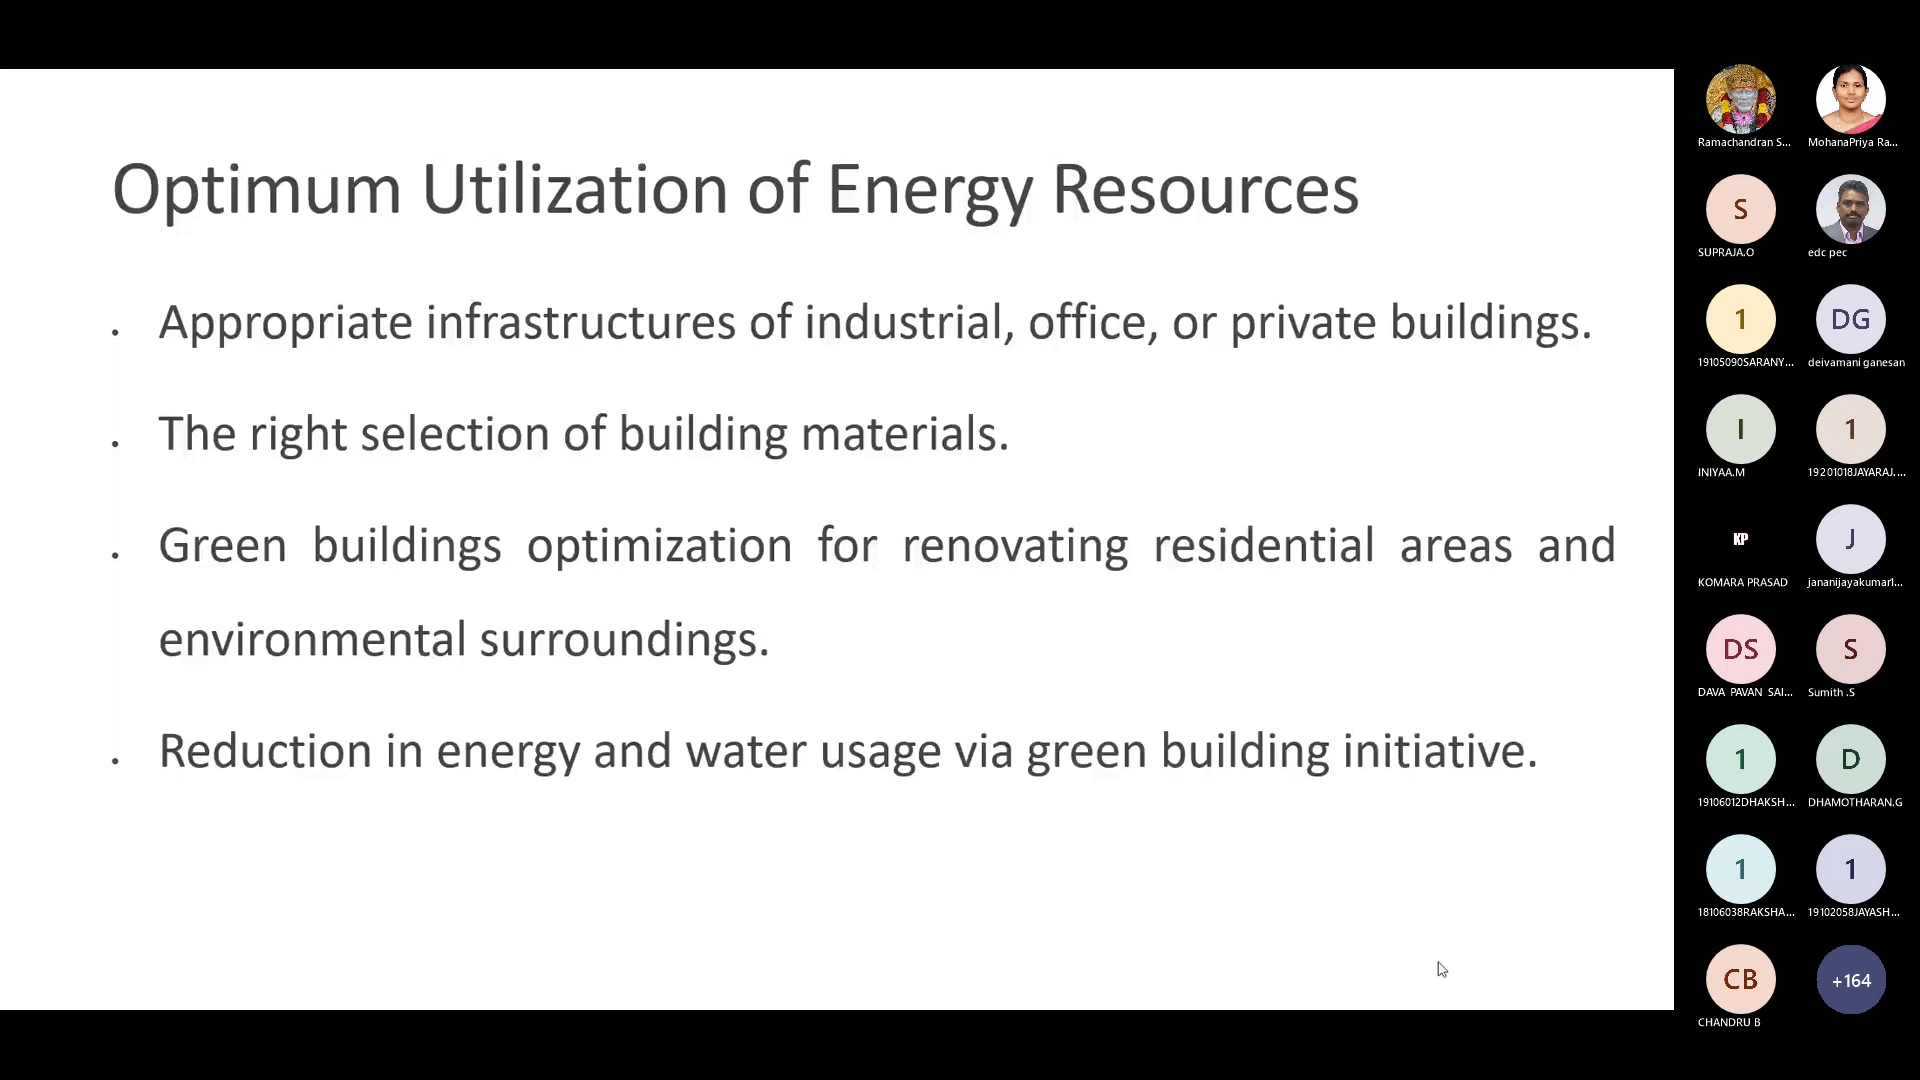 Optimum Utilization of Energy Resources
• Appropriate infrastructures of industrial, office, or private buildings.
• The right selection of building materials.
• Green buildings optimization for renovating residential areas and
environmental surroundings.
• Reduction in energy and water usage via green building initiative.
Ramachandran S...
MohanaPriya Ra...
S
SUPRAJA.O
edc pec
1
19105090SARANY...
DG
deivamani ganesan
I
INIYAA.M
1
19201018JAYARAJ....
KP
KOMARA PRASAD
J
jananijayakumarl...
DS
DAVA PAVAN SAI...
S
Sumith .S
1
19106012DHAKSH...
D
DHAMOTHARAN.G
1
18106038RAKSHA...
1
19102058JAYASH...
CB
CHANDRU B
+164